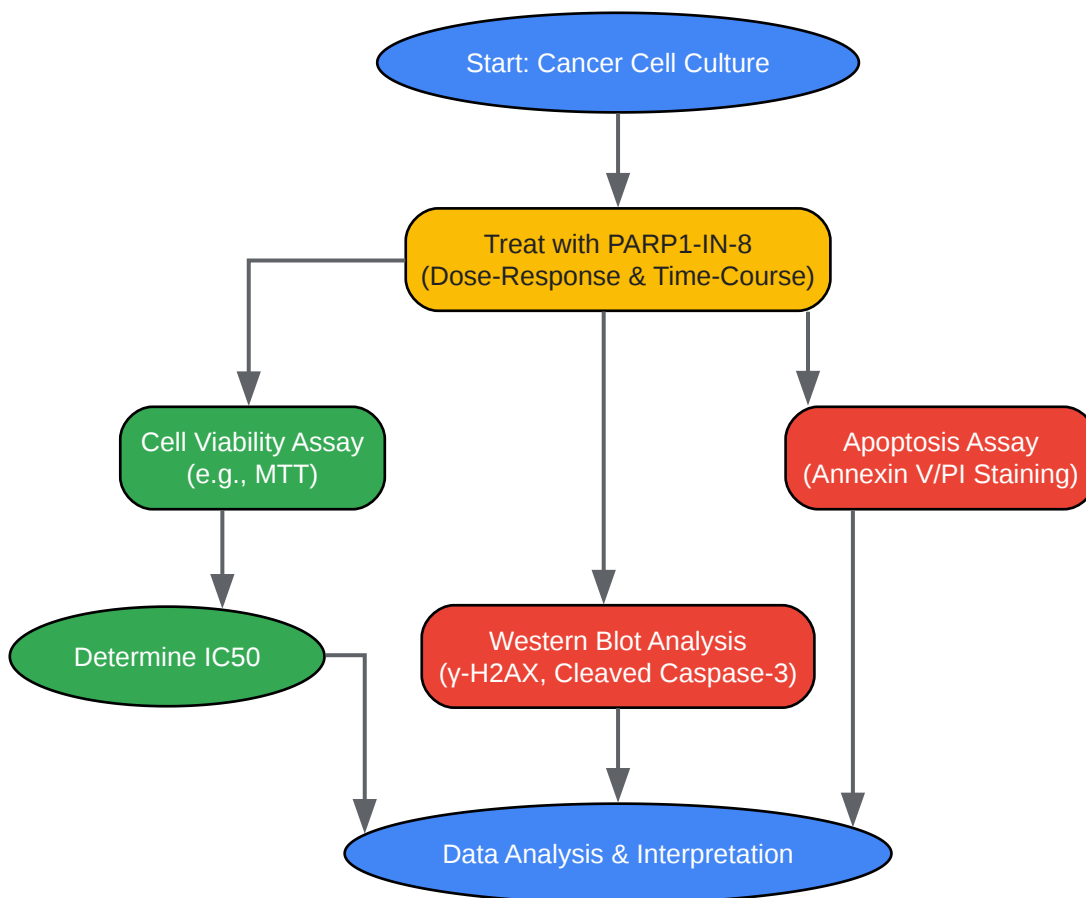 Start: Cancer Cell Culture
Treat with PARP1-IN-8
(Dose-Response & Time-Course)
Cell Viability Assay
(e.g., MTT)
Apoptosis Assay
(Annexin V/PI Staining)
Determine IC50
Western Blot Analysis
(γ-H2AX, Cleaved Caspase-3)
Data Analysis & Interpretation